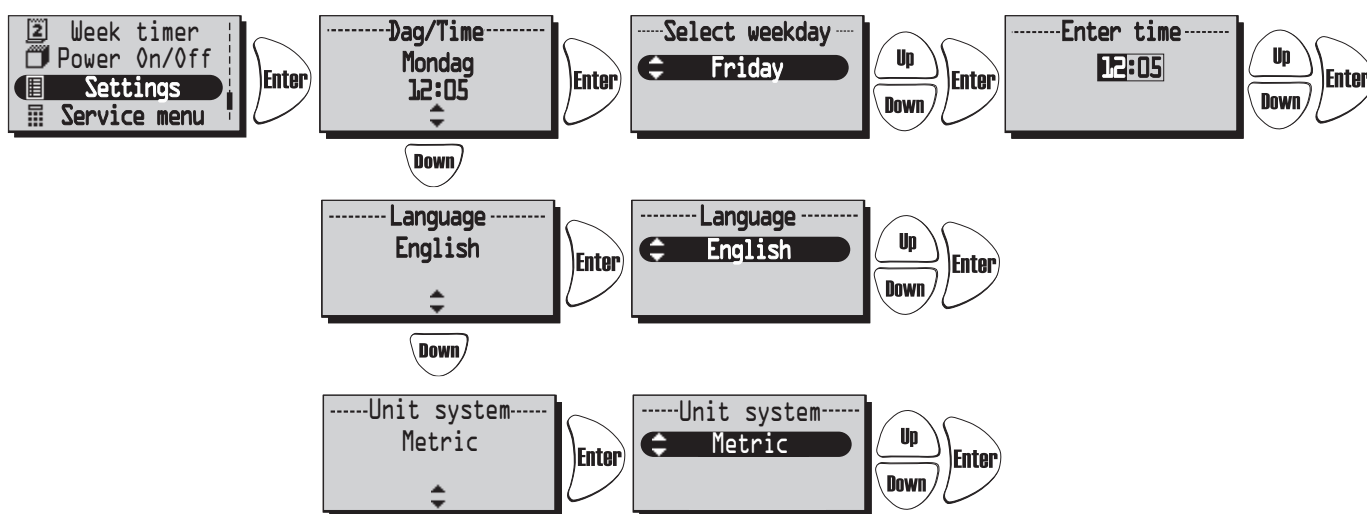 2 Week timer
Power On/Off
Settings
Service menu
Enter
Dag/Time
Mondag
12:05
Enter
Select weekday
Friday
Up
Down
Enter
Enter time
12:05
Up
Down
Enter
Down
Language
English
Enter
Language
English
Up
Down
Enter
Down
Unit system
Metric
Enter
Unit system
Metric
Up
Down
Enter